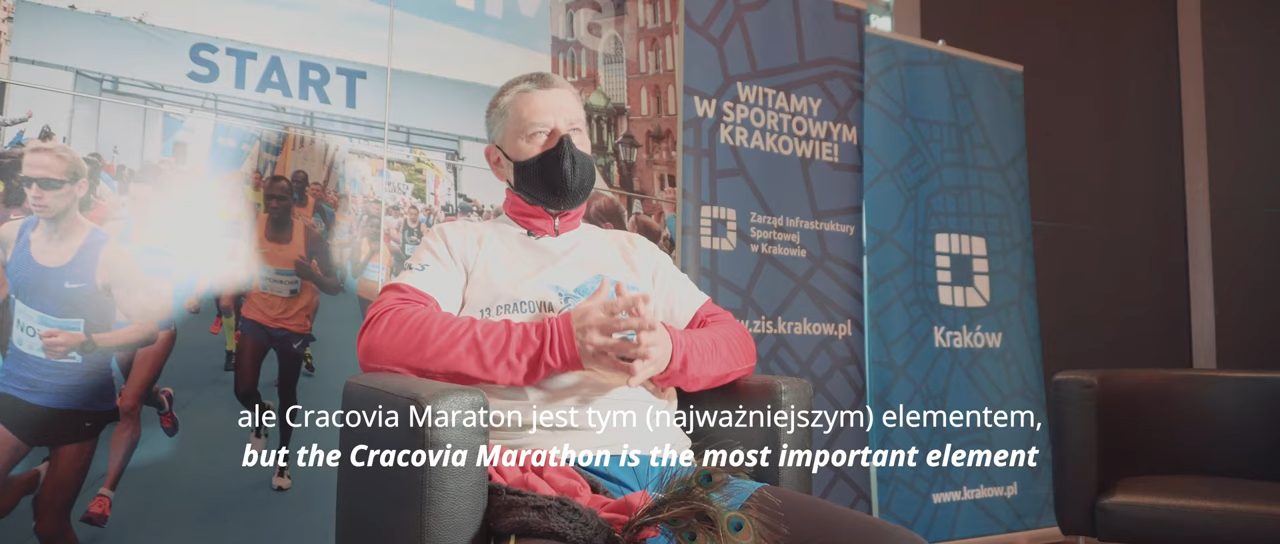 START
WITAMY
W SPORTOWYM
KRAKOWIE!
Zarząd Infrastruktury
Sportowej
w Krakowie
.zis.krakow.pl
Kraków
www.krakow.pl
13.CRACOVIA
ale Cracovia Maraton jest tym (najważniejszym) elementem,
but the Cracovia Marathon is the most important element